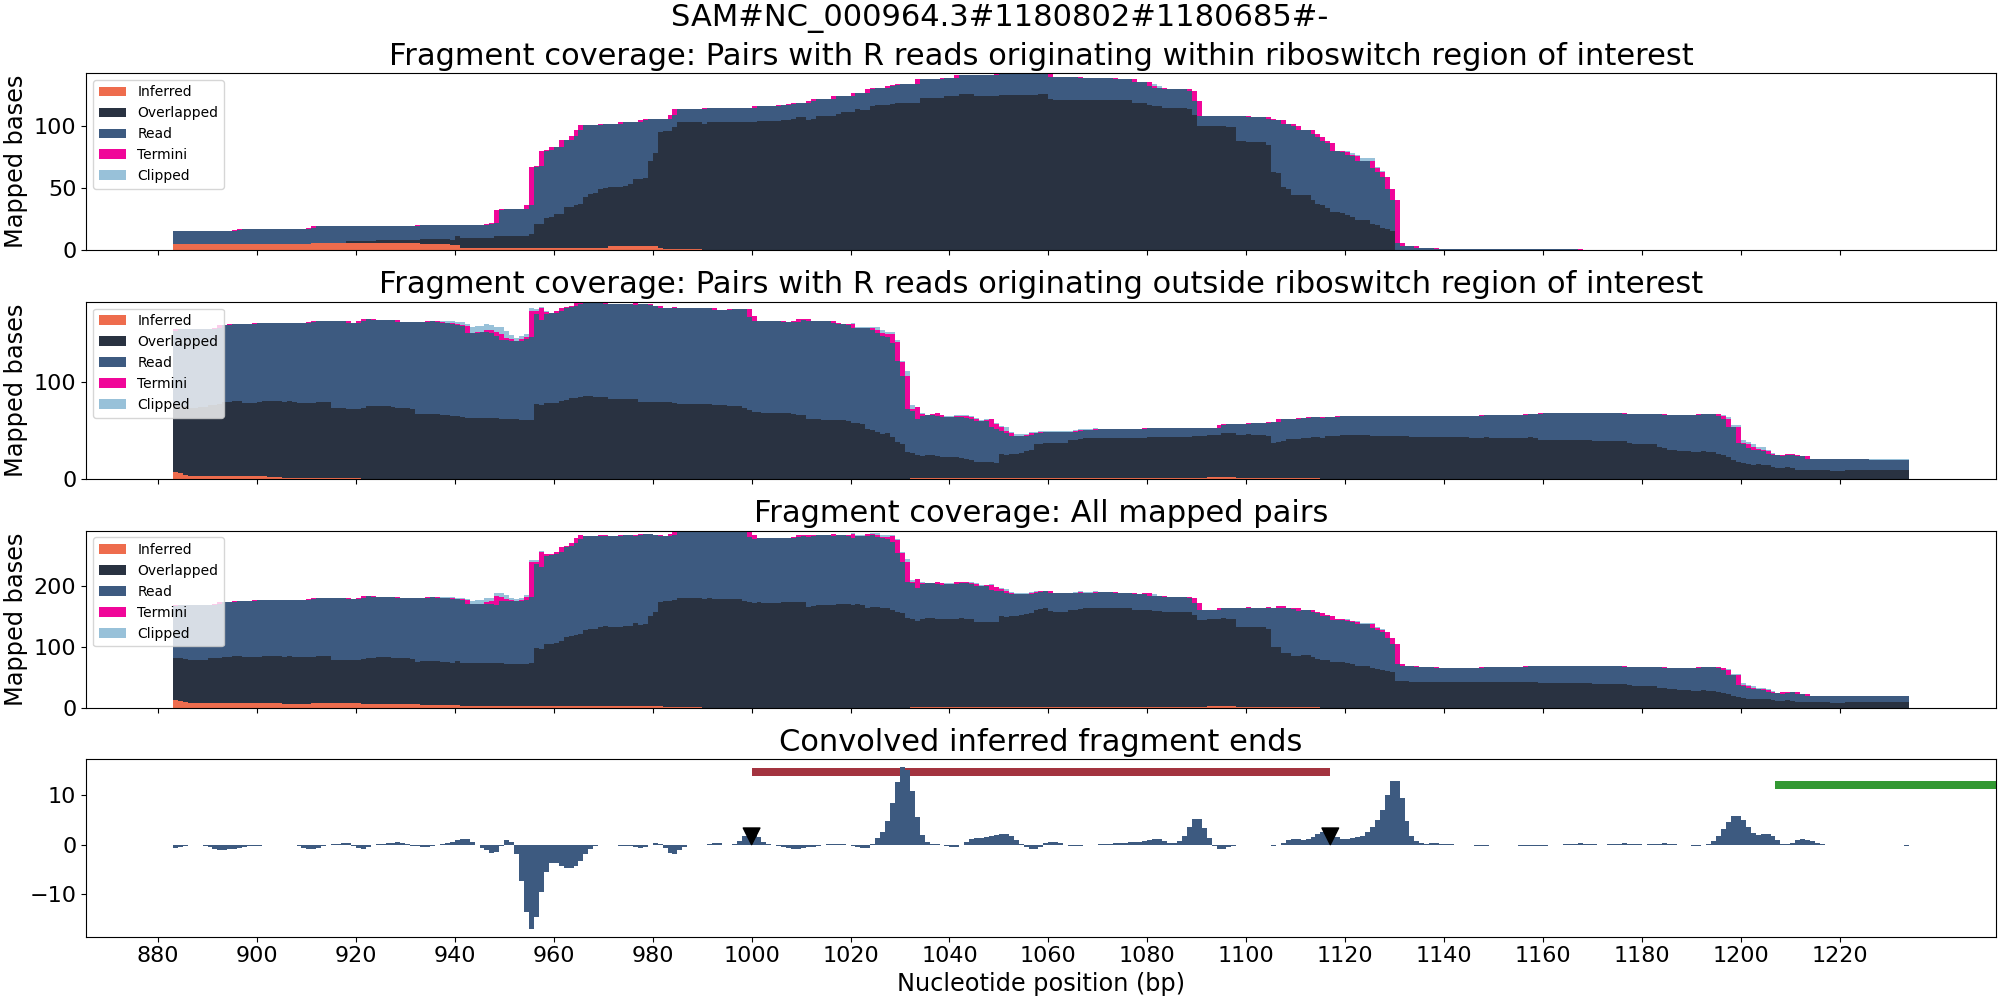 SAM#NC_000964.3#1180802#1180685#-
Fragment coverage: Pairs with R reads originating within riboswitch region of interest
Mapped bases
100
50
0
Inferred
Overlapped
Read
Termini
Clipped
Fragment coverage: Pairs with R reads originating outside riboswitch region of interest
Mapped bases
100
0
Inferred
Overlapped
Read
Termini
Clipped
Fragment coverage: All mapped pairs
Mapped bases
200
100
0
Inferred
Overlapped
Read
Termini
Clipped
Convolved inferred fragment ends
10
0
−10
880 900 920 940 960 980 1000 1020 1040 1060 1080 1100 1120 1140 1160 1180 1200 1220
Nucleotide position (bp)